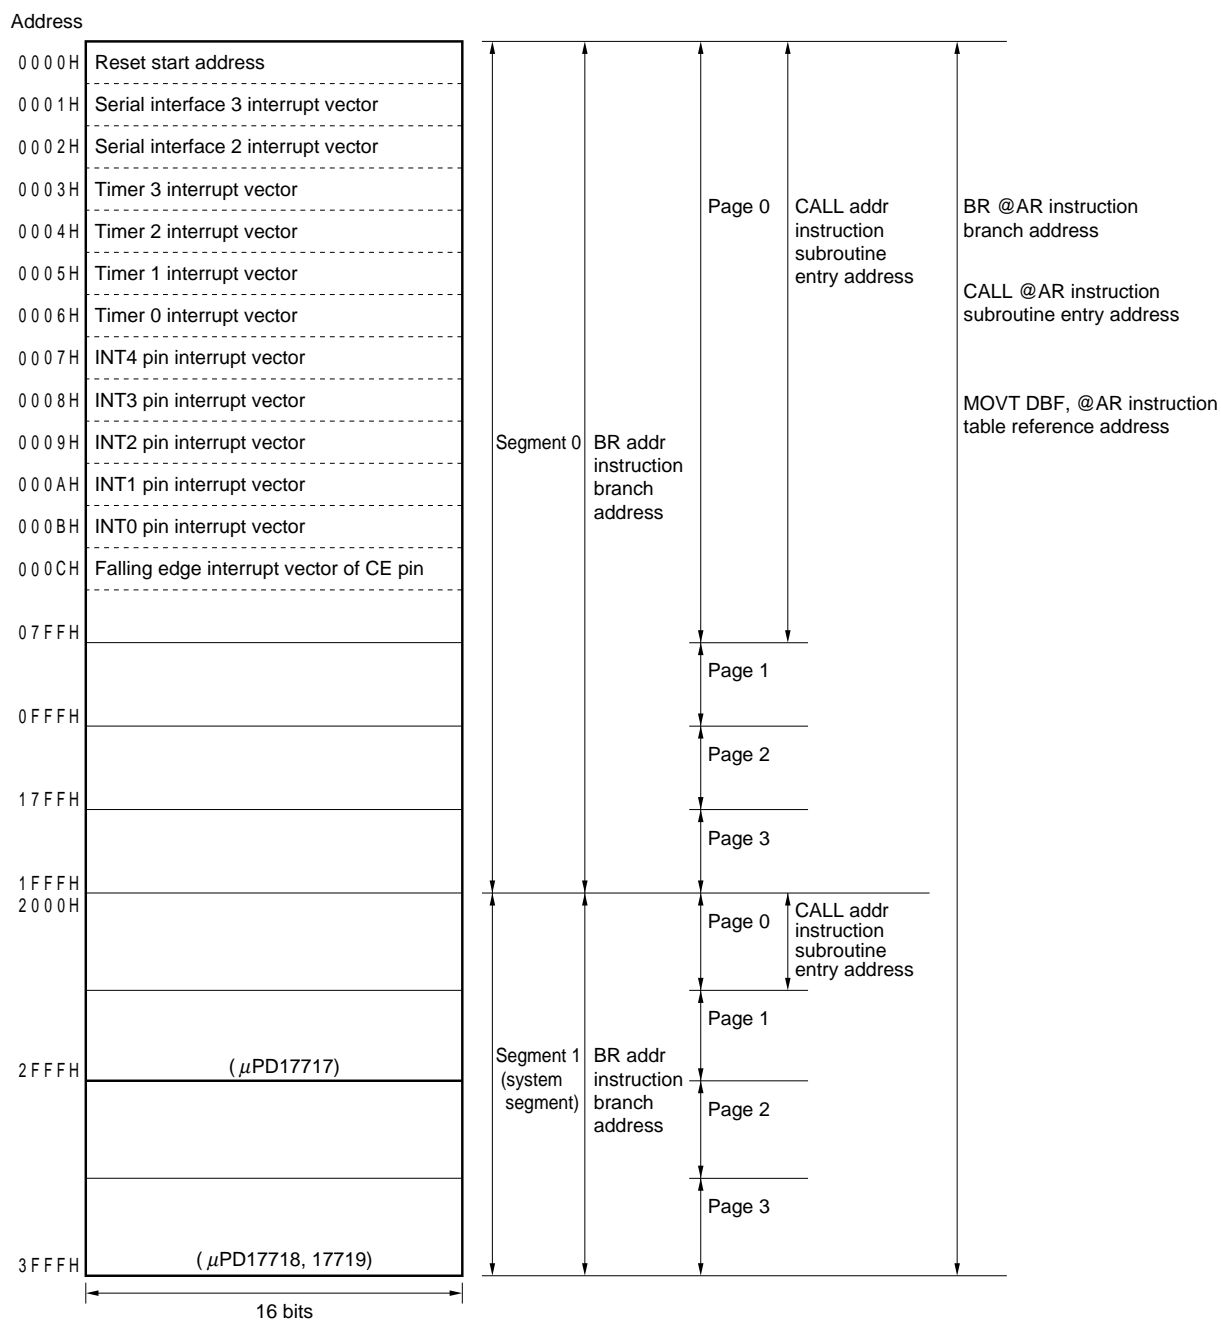 Address
0000H Reset start address
0001H Serial interface 3 interrupt vector
0002H Serial interface 2 interrupt vector
0003H Timer 3 interrupt vector
0004H Timer 2 interrupt vector
0005H Timer 1 interrupt vector
0006H Timer 0 interrupt vector
0007H INT4 pin interrupt vector
0008H INT3 pin interrupt vector
0009H INT2 pin interrupt vector
000AH INT1 pin interrupt vector
000BH INT0 pin interrupt vector
000CH Falling edge interrupt vector of CE pin
07FFH
0FFFH
17FFH
1FFFH
2000H
2FFFH
(μPD17717)
3FFFH
(μPD17718, 17719)
16 bits
Segment 0
BR addr
instruction
branch
address
Page 0
CALL addr
instruction
subroutine
entry address
Page 1
Page 2
Page 3
Segment 1
(system
segment)
BR addr
instruction
branch
address
Page 0
CALL addr
instruction
subroutine
entry address
Page 1
Page 2
Page 3
BR @AR instruction
branch address
CALL @AR instruction
subroutine entry address
MOVT DBF, @AR instruction
table reference address